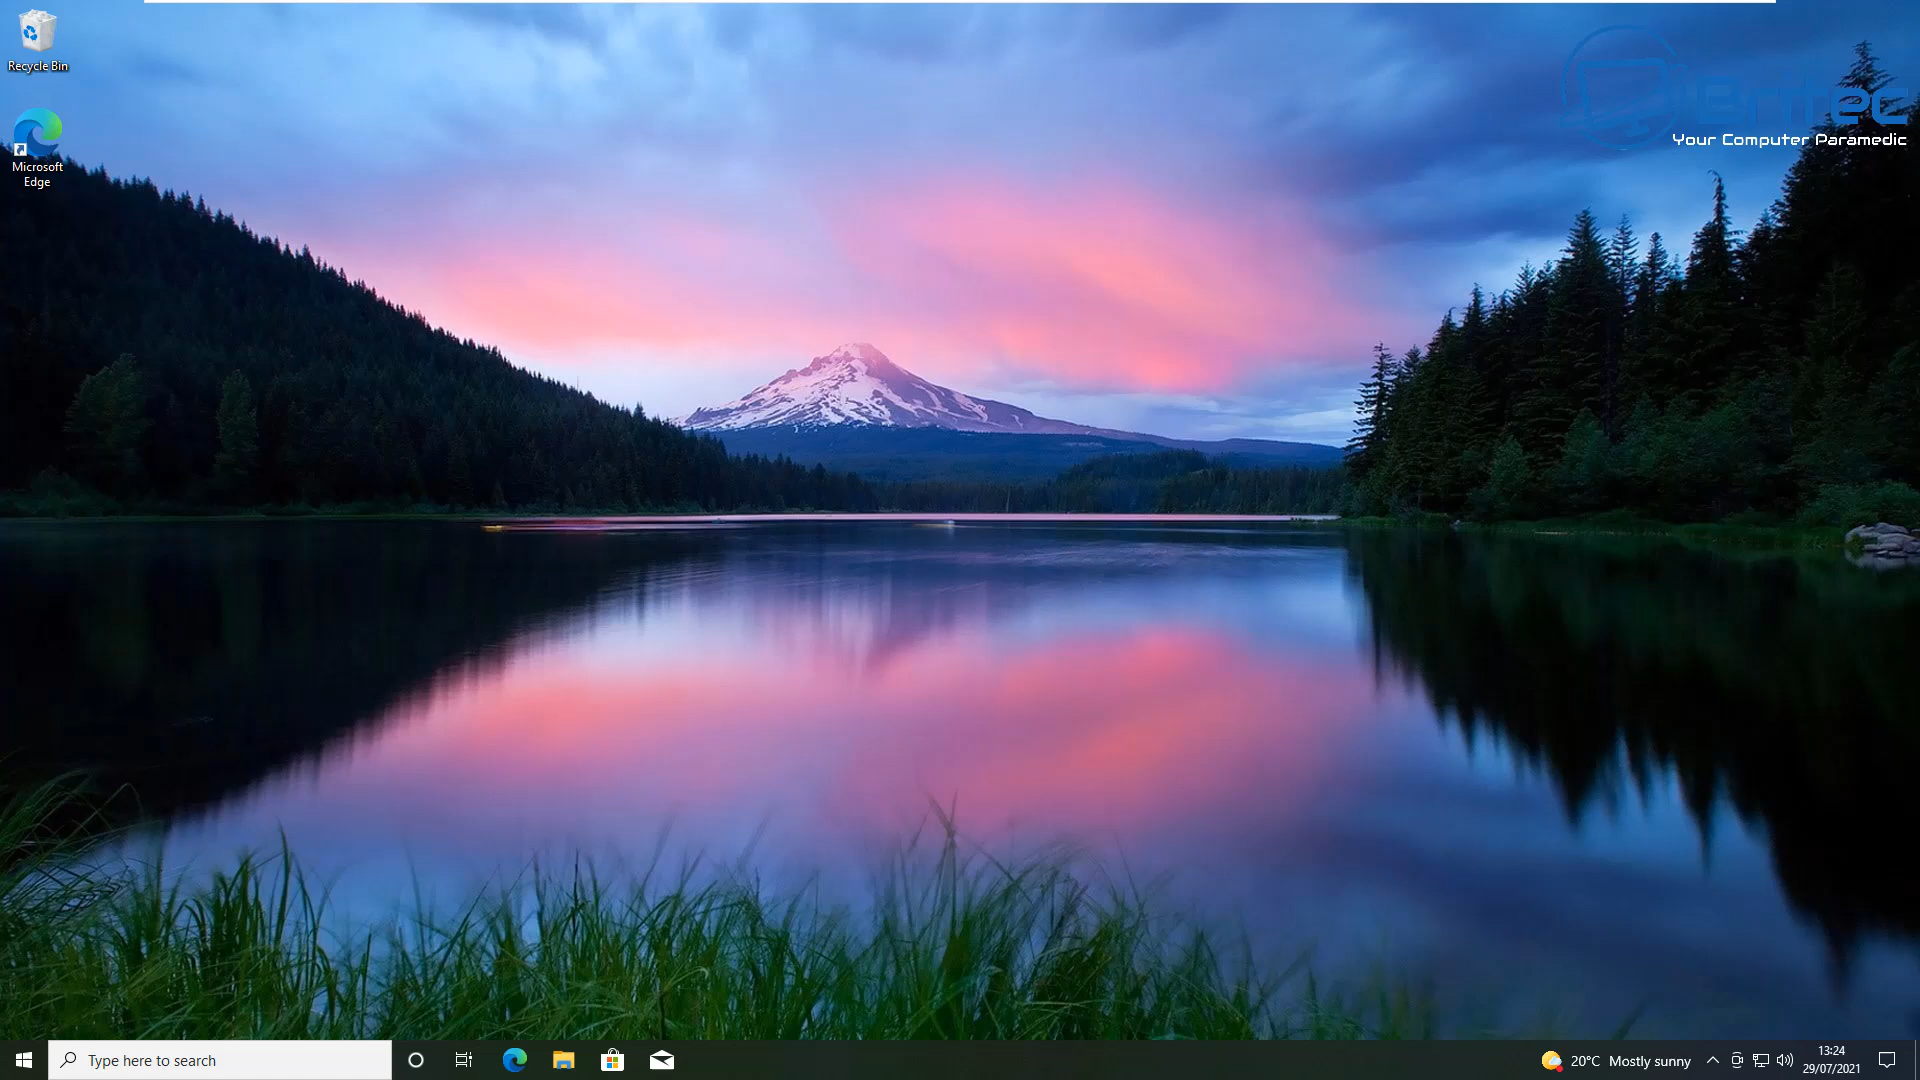 Recycle Bin
Microsoft
Edge
Britec
Your Computer Paramedic
Type here to search
20°C Mostly sunny
13:24
29/07/2021